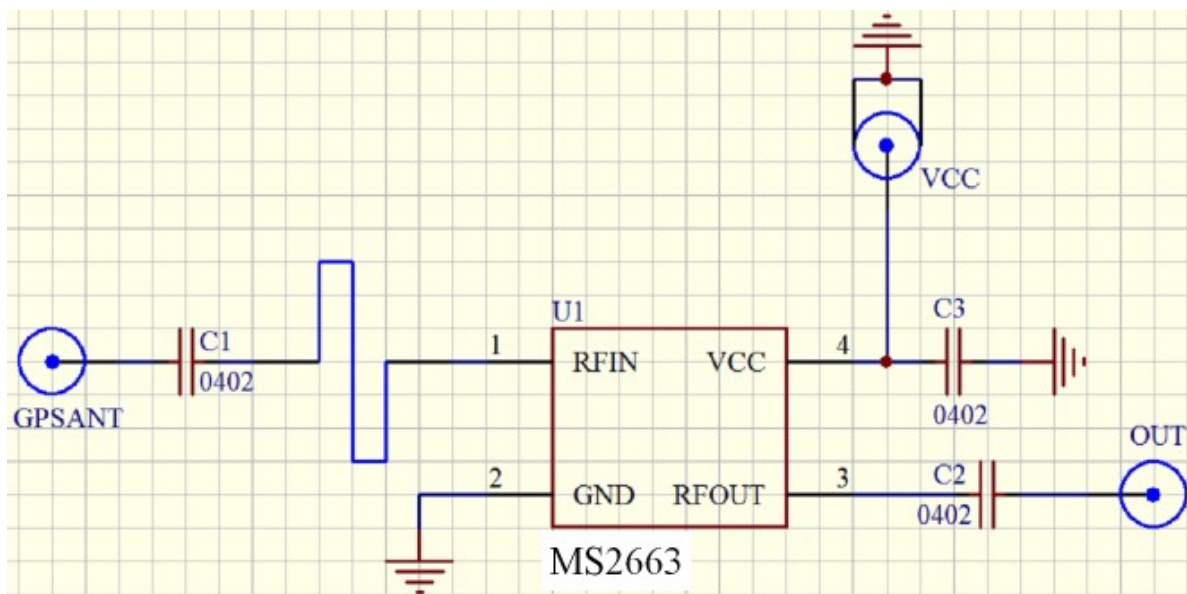 VCC
U1
C1
0402
GPSANT
1
RFIN
VCC
4
C3
0402
2
GND
RFOUT
3
C2
0402
OUT
MS2663